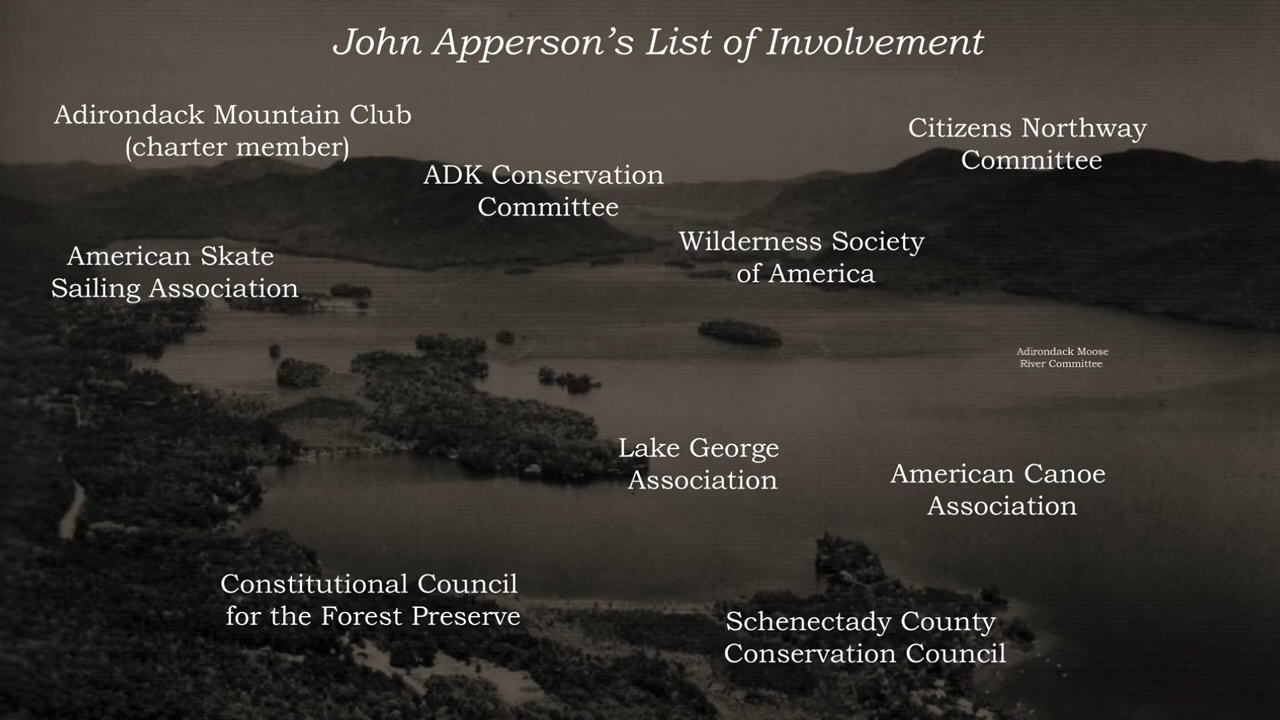 John Apperson’s List of Involvement
Adirondack Mountain Club
(charter member)
Citizens Northway
Committee
ADK Conservation
Committee
Wilderness Society
of America
American Skate
Sailing Association
Adirondack Moose
River Committee
Lake George
Association
American Canoe
Association
Constitutional Council
for the Forest Preserve
Schenectady County
Conservation Council